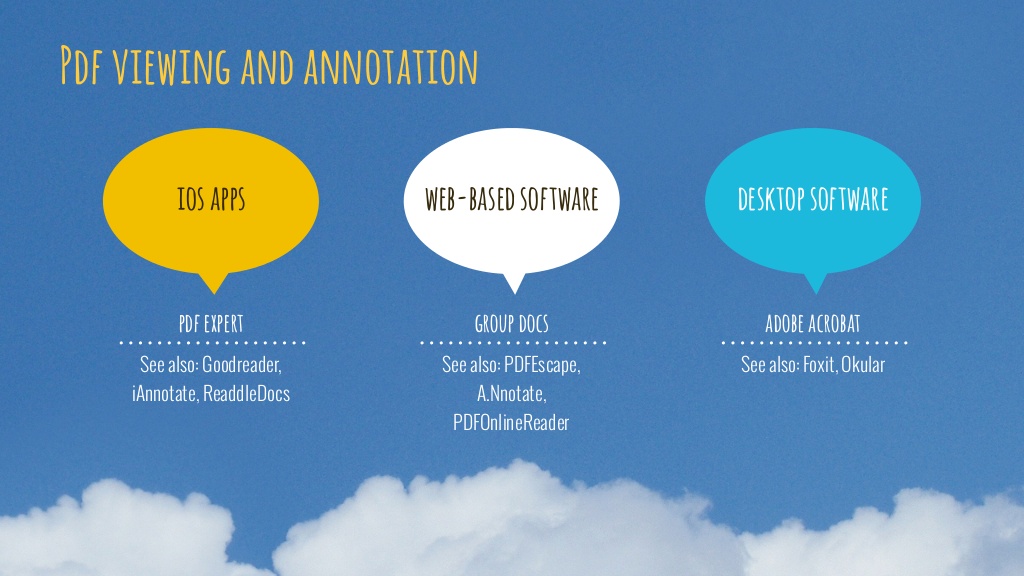 Pdf viewing and annotation
iOS apps
web-based software
desktop software
PDF Expert
Group Docs
Adobe Acrobat
See also: Goodreader,
iAnnotate, ReaddleDocs
See also: PDFEscape,
A.Nnotate,
PDFOnlineReader
See also: Foxit, Okular